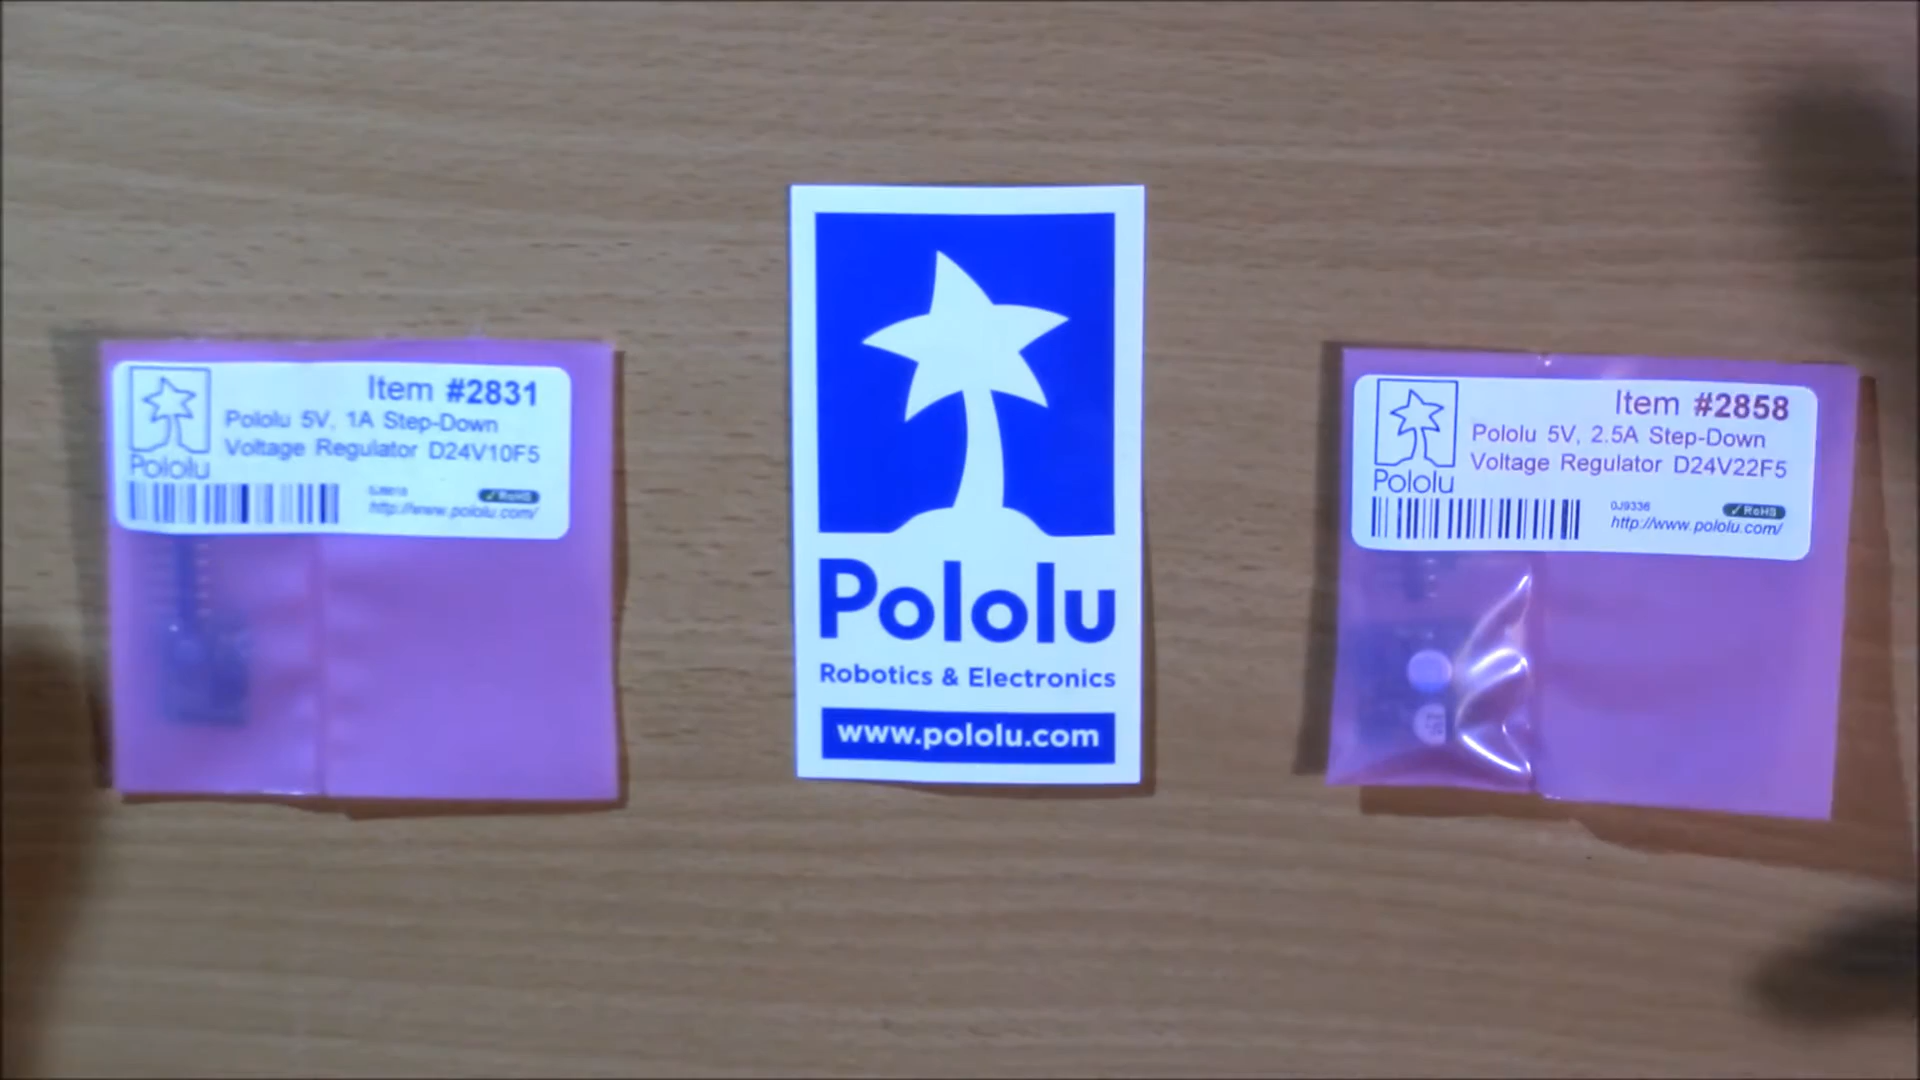 Item #2831
Pololu 5V, 1A Step-Down
Voltage Regulator D24V10F5
Pololu
RoHS
http://www.pololu.com/
Pololu
Robotics & Electronics
www.pololu.com
Item #2858
Pololu 5V, 2.5A Step-Down
Voltage Regulator D24V22F5
Pololu
0J9336
RoHS
http://www.pololu.com/